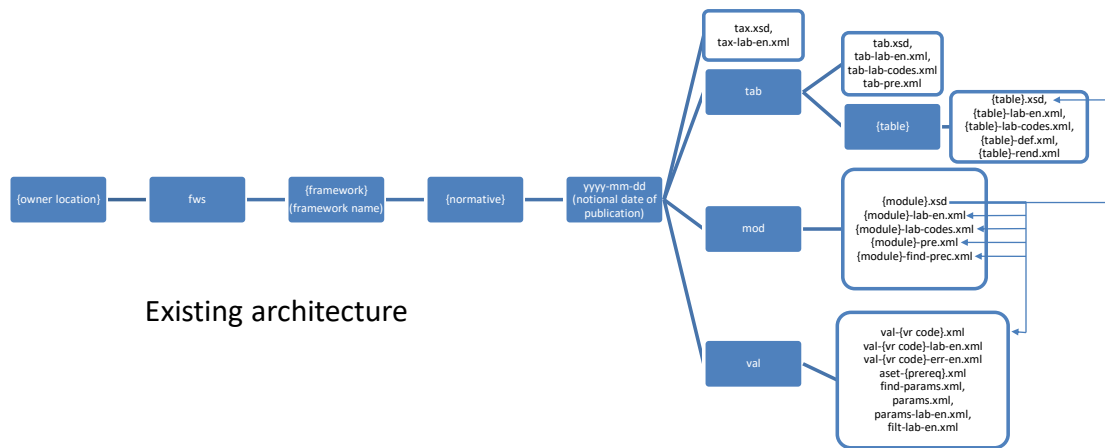 tax.xsd,
tax-lab-en.xml
tab
tab.xsd,
tab-lab-en.xml,
tab-lab-codes.xml
tab-pre.xml
{table}
{table}.xsd,
{table}-lab-en.xml,
{table}-lab-codes.xml,
{table}-def.xml,
{table}-rend.xml
{owner location}
fws
{framework}
(framework name)
{normative}
yyyy-mm-dd
(notional date of
publication)
mod
{module}.xsd
{module}-lab-en.xml
{module}-lab-codes.xml
{module}-pre.xml
{module}-find-prec.xml
Existing architecture
val
val-{vr code}.xml
val-{vr code}-lab-en.xml
val-{vr code}-err-en.xml
aset-{prereq}.xml
find-params.xml,
params.xml,
params-lab-en.xml,
filt-lab-en.xml